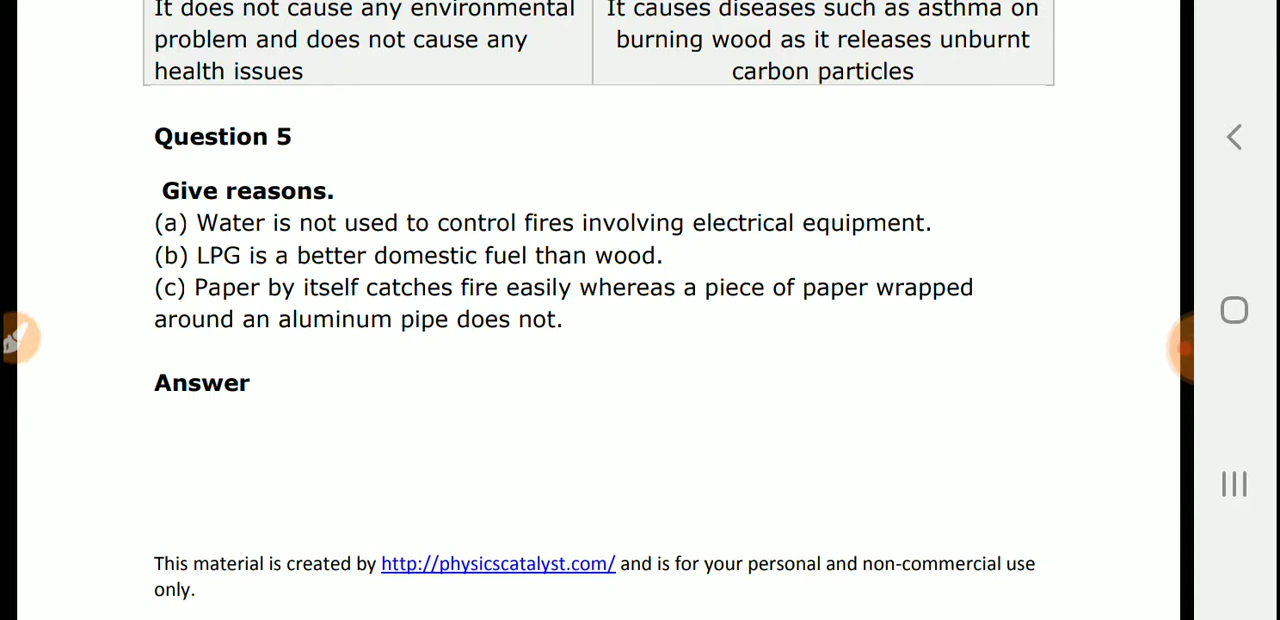 It does not cause any environmental
problem and does not cause any
health issues
It causes diseases such as asthma on
burning wood as it releases unburnt
carbon particles
Question 5
Give reasons.
(a) Water is not used to control fires involving electrical equipment.
(b) LPG is a better domestic fuel than wood.
(c) Paper by itself catches fire easily whereas a piece of paper wrapped
around an aluminum pipe does not.
Answer
This material is created by http://physicscatalyst.com/ and is for your personal and non-commercial use
only.